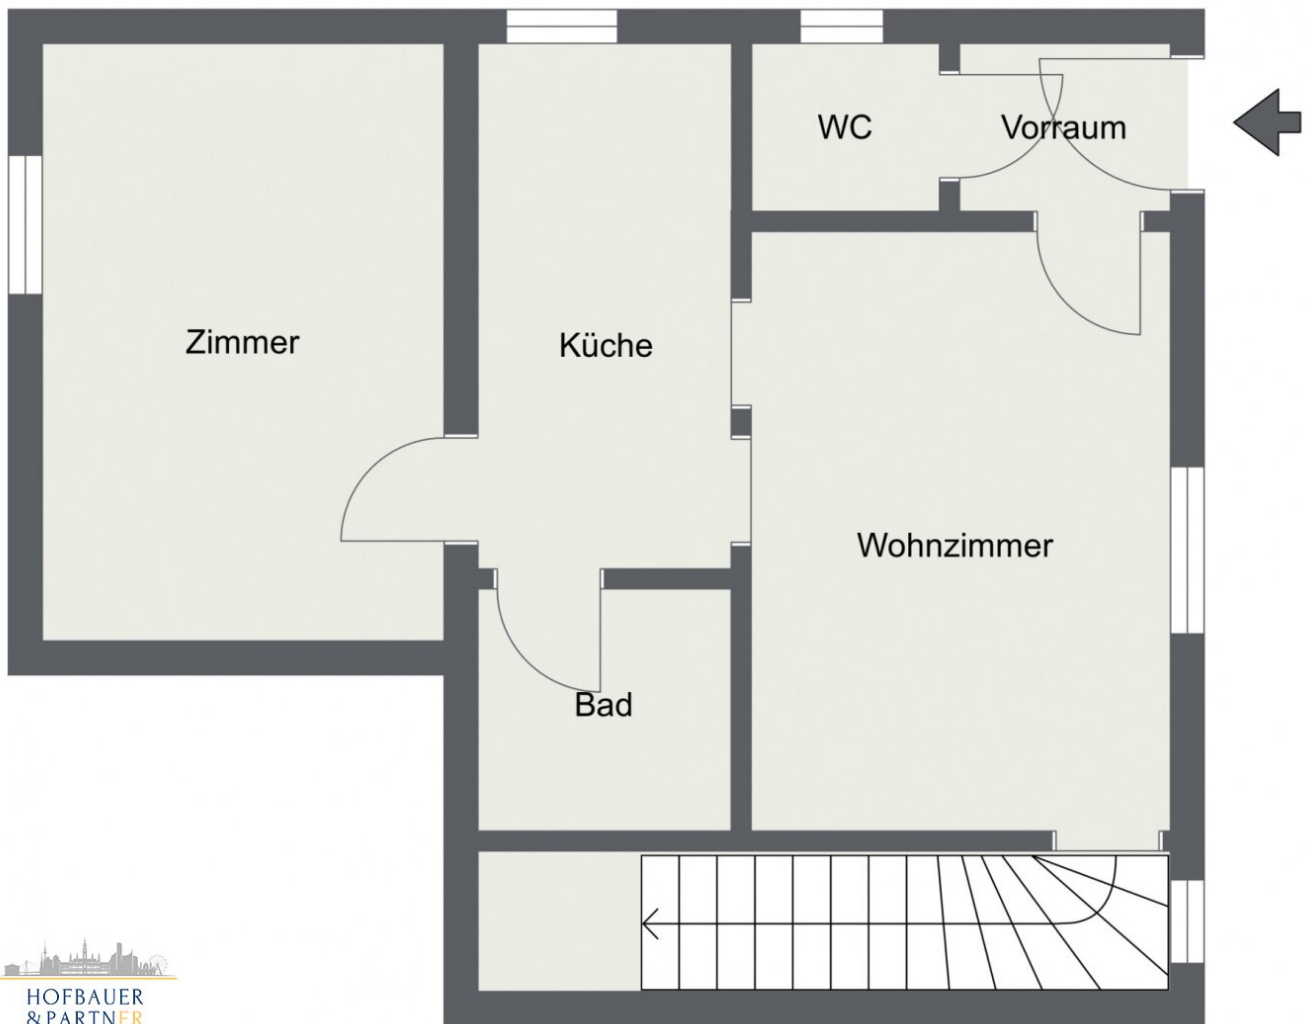 WC
Vorraum
Zimmer
Küche
Wohnzimmer
Bad
HOFBAUER
& PARTNER